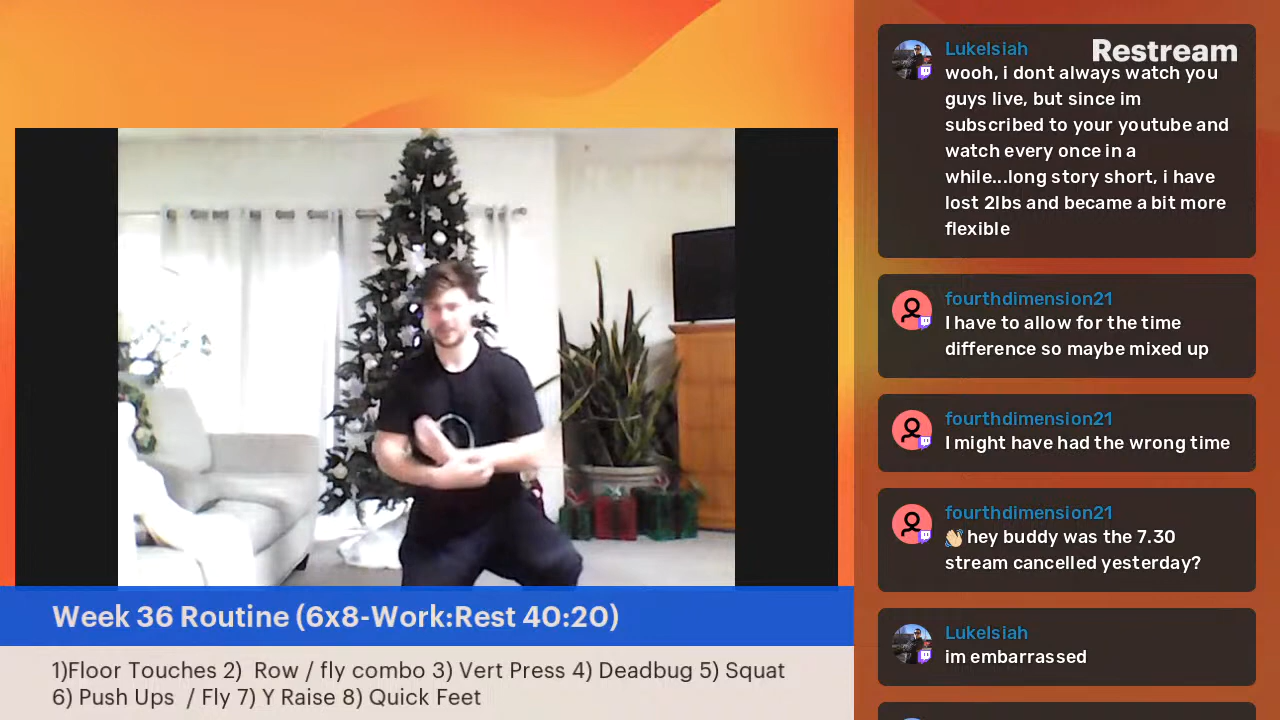 Restream
LukeIsiah
wooh, i dont always watch you
guys live, but since im
subscribed to your youtube and
watch every once in a
while...long story short, i have
lost 2lbs and became a bit more
flexible
fourthdimension21
I have to allow for the time
difference so maybe mixed up
fourthdimension21
I might have had the wrong time
fourthdimension21
👋🏻 hey buddy was the 7.30
stream cancelled yesterday?
LukeIsiah
im embarrassed
Week 36 Routine (6x8-Work:Rest 40:20)
1)Floor Touches 2)  Row / fly combo 3) Vert Press 4) Deadbug 5) Squat
6) Push Ups  / Fly 7) Y Raise 8) Quick Feet